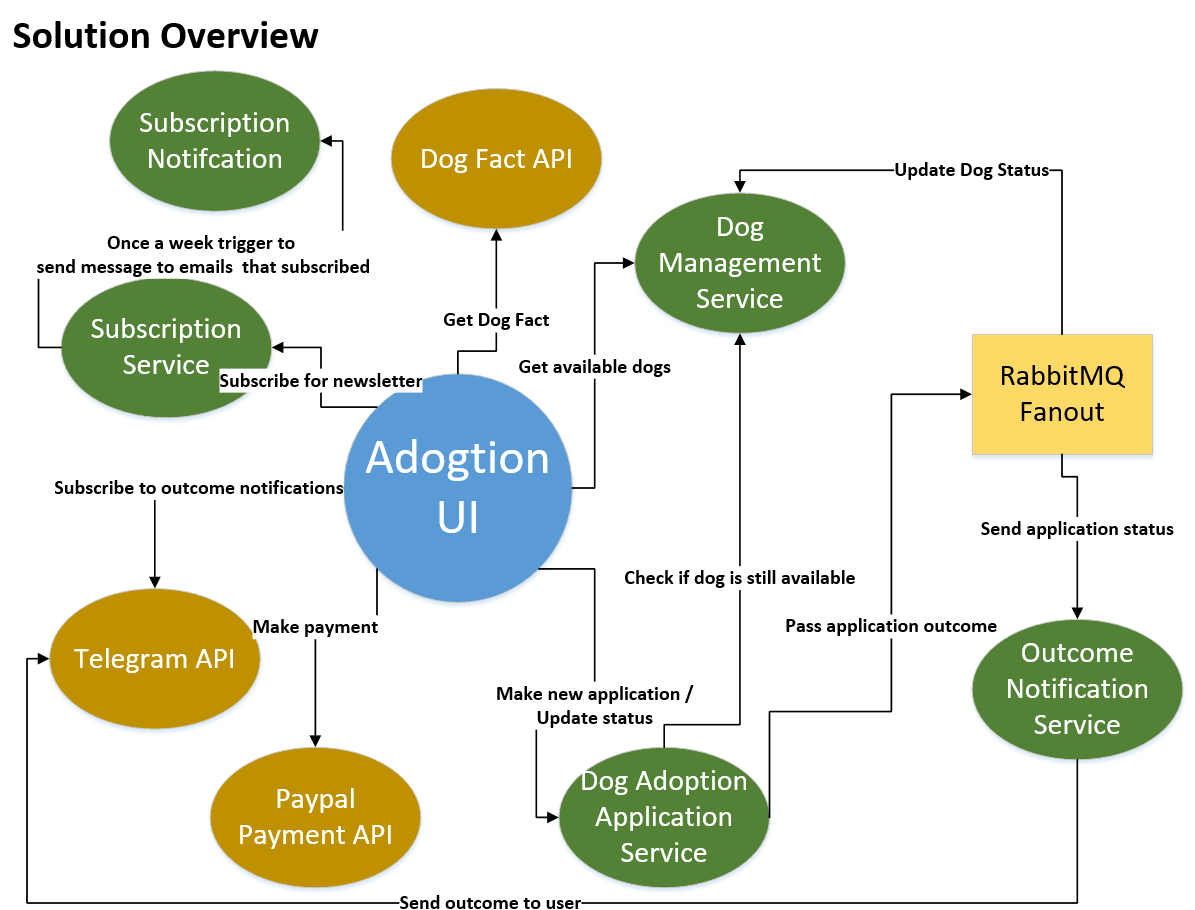 Solution Overview
Subscription
Notifcation
Dog Fact API
Update Dog Status
Dog
Management
Service
Once a week trigger to
send message to emails  that subscribed
Subscription
Service
Get Dog Fact
Get available dogs
Subscribe for newsletter
RabbitMQ
Fanout
Adogtion
UI
Subscribe to outcome notifications
Send application status
Check if dog is still available
Make payment
Pass application outcome
Telegram API
Outcome
Notification
Service
Make new application /
Update status
Paypal
Payment API
Dog Adoption
Application
Service
Send outcome to user